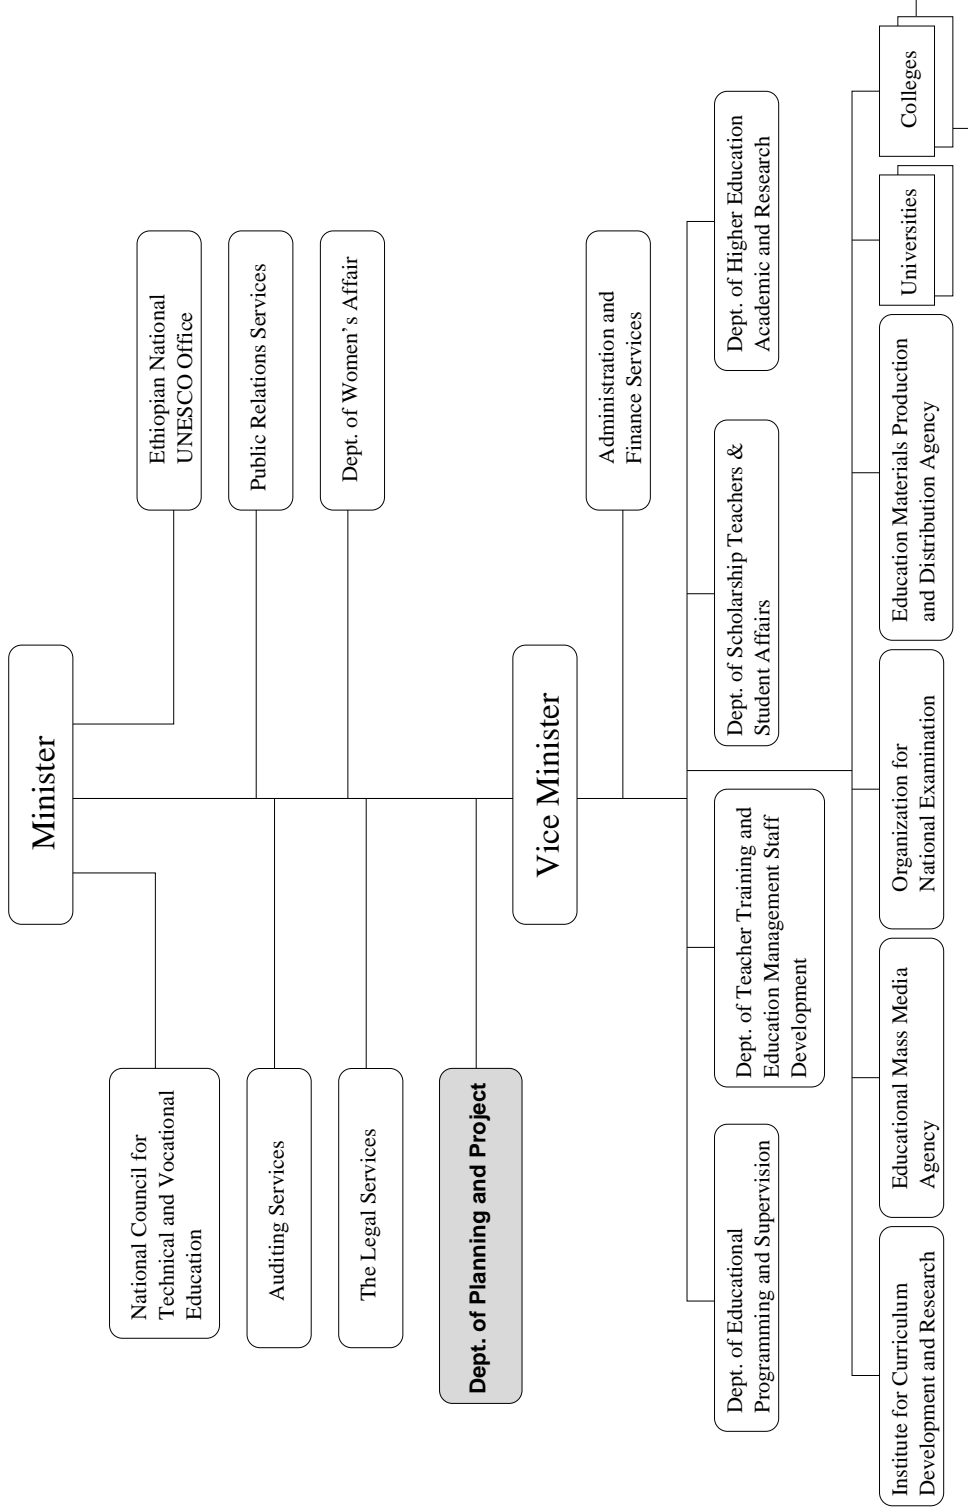 Minister
National Council for
Technical and Vocational
Education
Ethiopian National
UNESCO Office
Auditing Services
Public Relations Services
The Legal Services
Dept. of Women's Affair
Dept. of Planning and Project
Vice Minister
Administration and
Finance Services
Dept. of Educational
Programming and Supervision
Dept. of Teacher Training and
Education Management Staff
Development
Dept. of Scholarship Teachers &
Student Affairs
Dept. of Higher Education
Academic and Research
Institute for Curriculum
Development and Research
Educational Mass Media
Agency
Organization for
National Examination
Education Materials Production
and Distribution Agency
Universities
Colleges